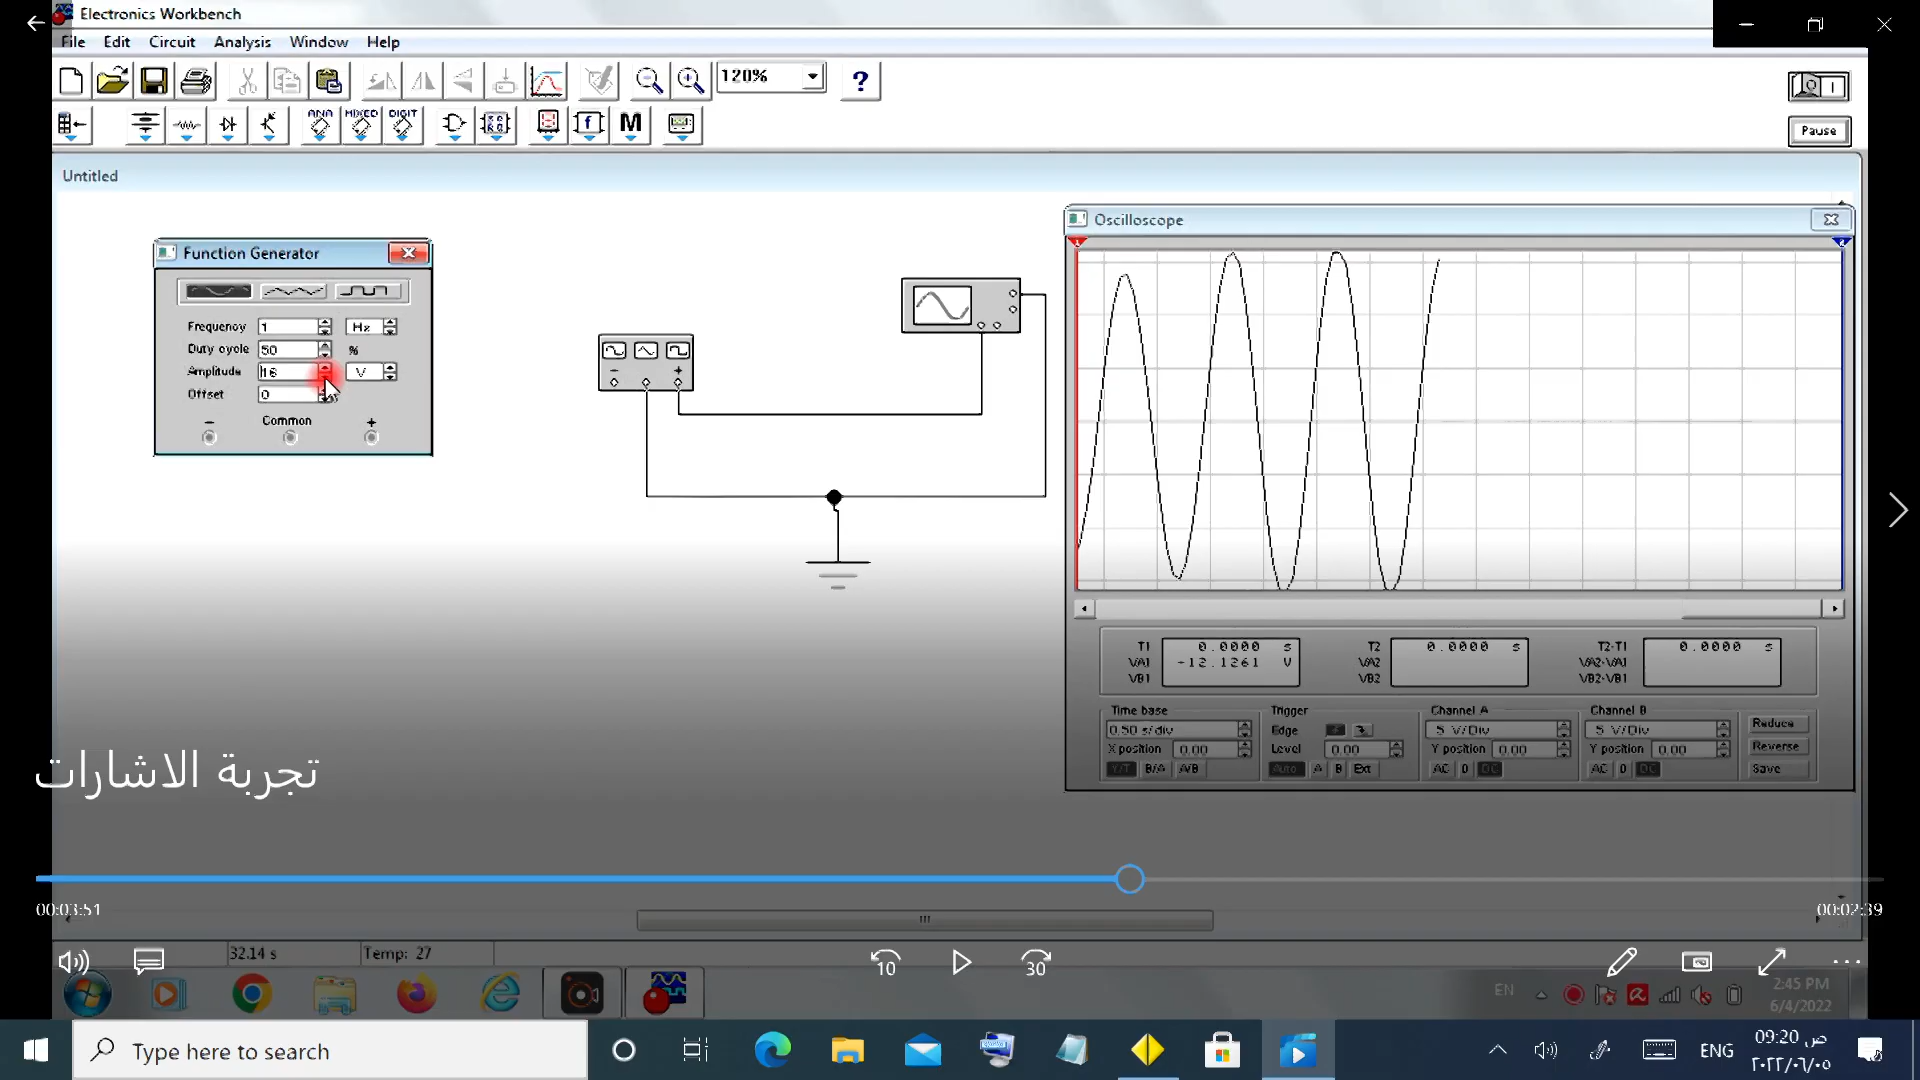 Electronics Workbench
File Edit Circuit Analysis Window Help
120%
?
ANA MIXED DIGIT
f M
Pause
Untitled
Oscilloscope
Function Generator
Frequency 1 Hz
Duty cycle 50 %
Amplitude 16 V
Offset 0
− Common +
− +
T1 0.0000 s
VA1 -12.1261 V
VB1
T2 0.0000 s
VA2
VB2
T2-T1 0.0000 s
VA2-VA1
VB2-VB1
Time base
0.50 s/div
X position 0.00
Y/T B/A A/B
Trigger
Edge
Level 0.00
Auto A B Ext
Channel A
5 V/Div
Y position 0.00
AC 0 DC
Channel B
5 V/Div
Y position 0.00
AC 0 DC
Reduce
Reverse
Save
تجربة الاشارات
00:03:51
00:02:39
32.14 s Temp: 27
10
30
EN
2:45 PM
6/4/2022
Type here to search
ENG
09:20 ص
٢٠٢٢/٠٦/٠٥